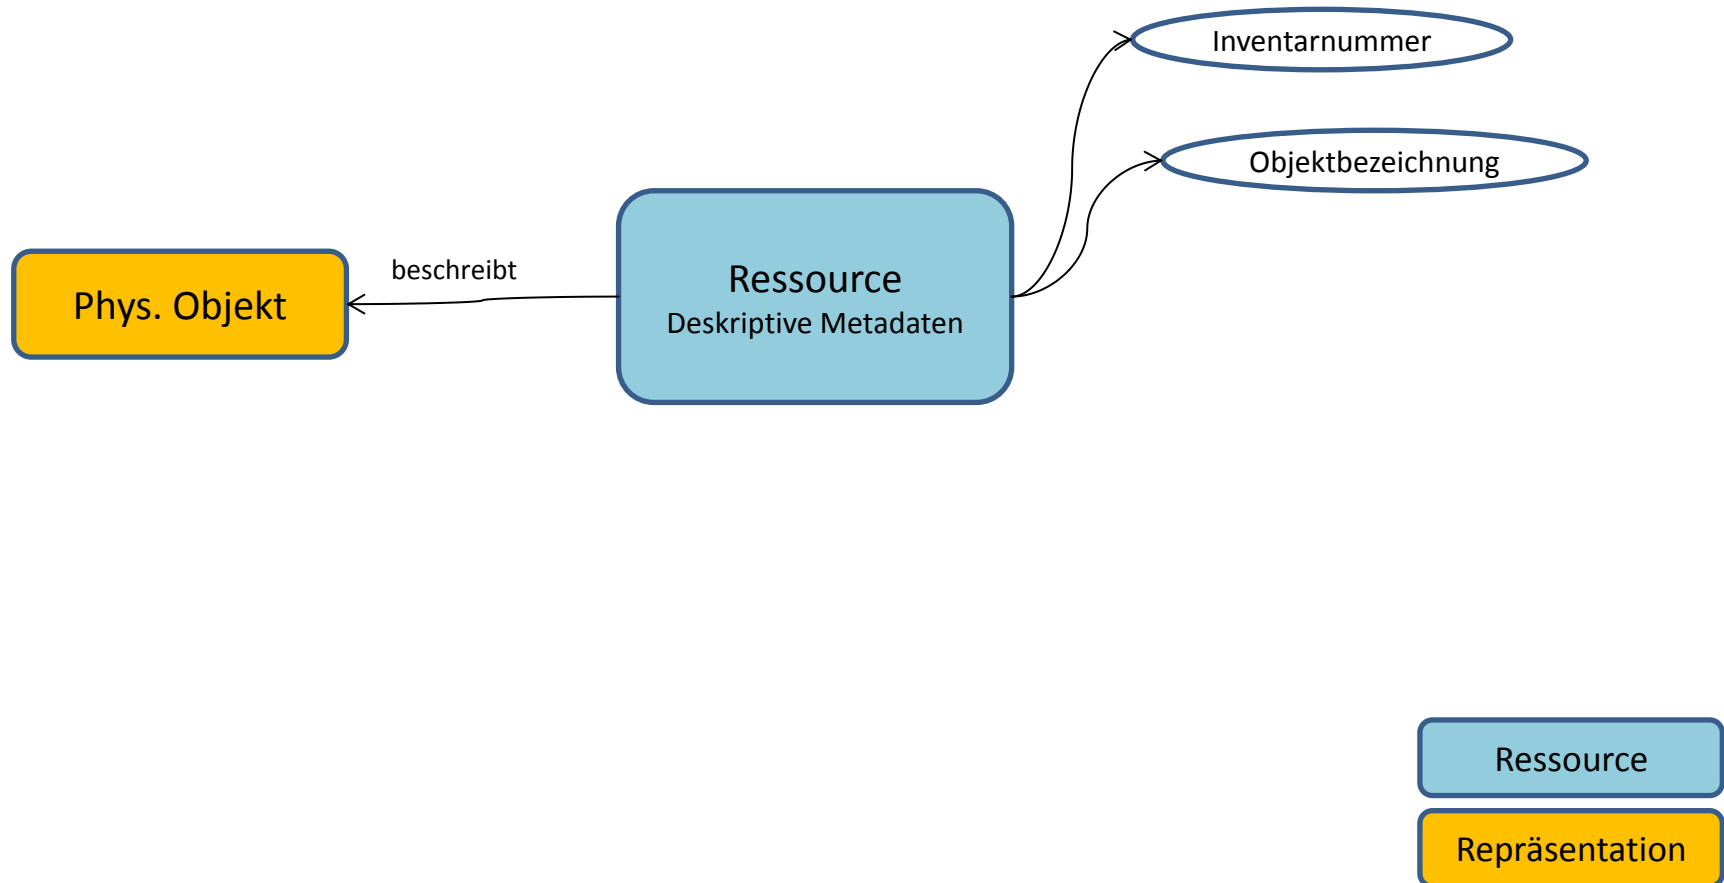 Inventarnummer
Objektbezeichnung
beschreibt
Phys. Objekt
Ressource
Deskriptive Metadaten
Ressource
Repräsentation